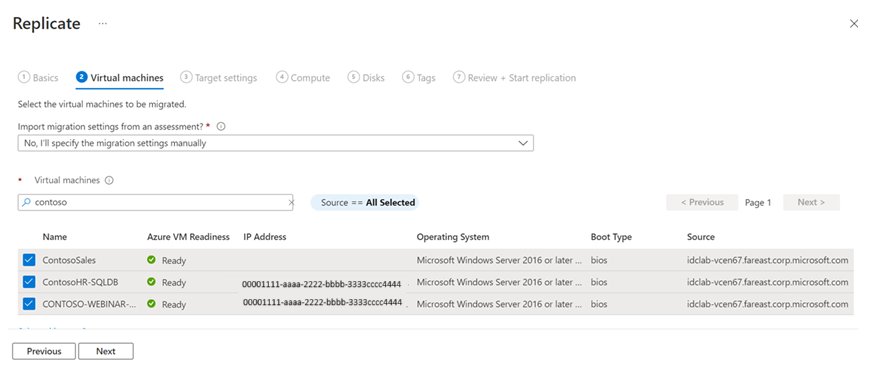 Replicate ...
1 Basics 2 Virtual machines 3 Target settings 4 Compute 5 Disks 6 Tags 7 Review + Start replication
Select the virtual machines to be migrated.
Import migration settings from an assessment? *
No, I'll specify the migration settings manually
* Virtual machines
contoso Source == All Selected < Previous Page 1 Next >
Name Azure VM Readiness IP Address Operating System Boot Type Source
ContosoSales Ready Microsoft Windows Server 2016 or later ... bios idclab-vcen67.fareast.corp.microsoft.com
ContosoHR-SQLDB Ready 00001111-aaaa-2222-bbbb-3333cccc4444 Microsoft Windows Server 2016 or later ... bios idclab-vcen67.fareast.corp.microsoft.com
CONTOSO-WEBINAR-... Ready 00001111-aaaa-2222-bbbb-3333cccc4444 Microsoft Windows Server 2016 or later ... bios idclab-vcen67.fareast.corp.microsoft.com
Previous Next